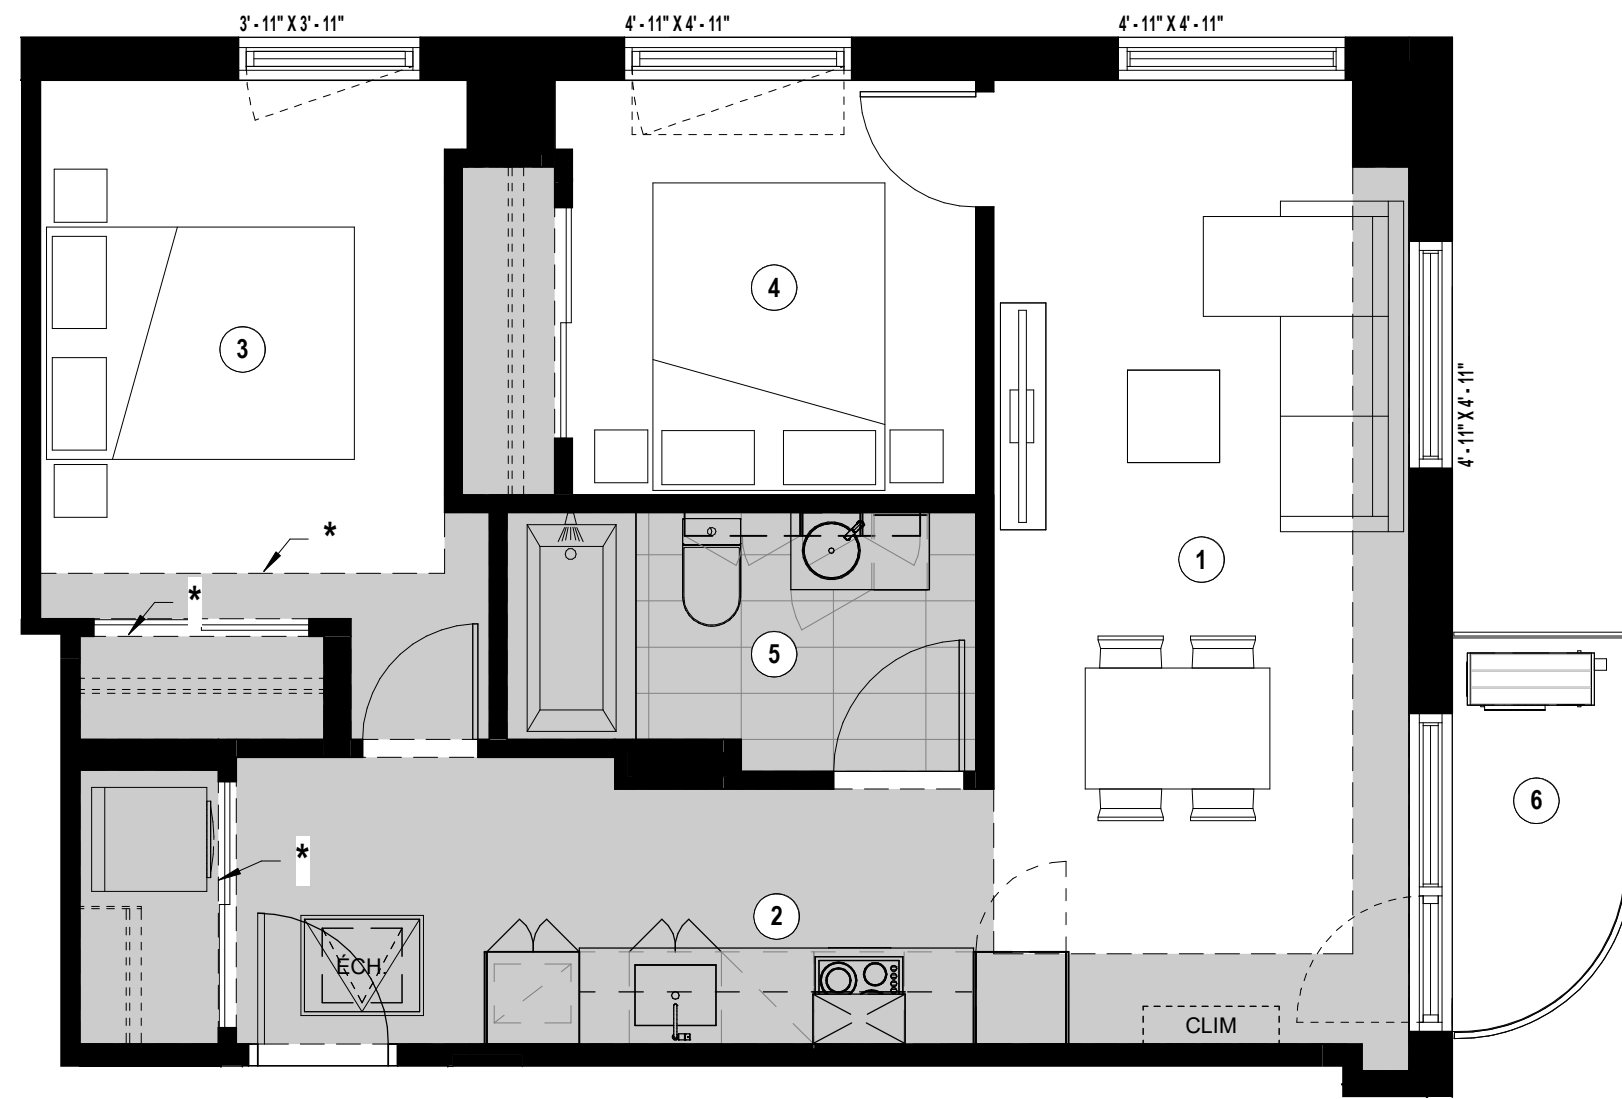 3' - 11" X 3' - 11"
4' - 11" X 4' - 11"
4' - 11" X 4' - 11"
4
3
4' - 11" X 4' - 11"
*
1
*
5
6
*
2
ÉCH.
CLIM